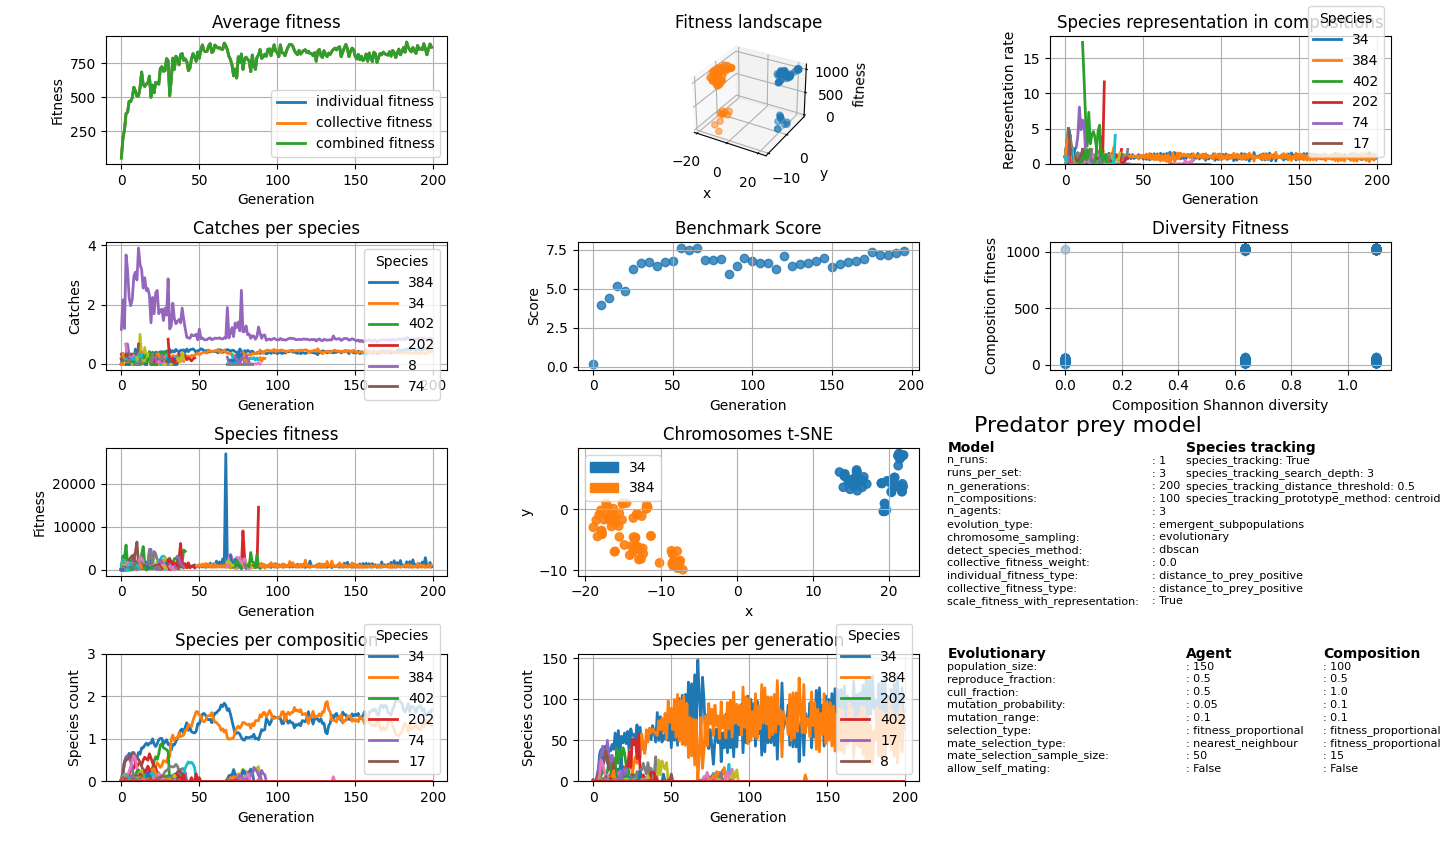 Average fitness
Fitness
750
500
250
individual fitness
collective fitness
combined fitness
0 50 100 150 200
Generation
Fitness landscape
1000
500
0
fitness
−20 0 20
x
−10 0
y
Species representation in compositions
Species
34
384
402
202
74
17
Representation rate
15
10
5
0
0 50 100 150 200
Generation
Catches per species
Catches
4
2
0
Species
384
34
402
202
8
74
0 50 100 150 200
Generation
Benchmark Score
Score
7.5
5.0
2.5
0.0
0 50 100 150 200
Generation
Diversity Fitness
Composition fitness
1000
500
0
0.0 0.2 0.4 0.6 0.8 1.0
Composition Shannon diversity
Species fitness
Fitness
20000
10000
0
0 50 100 150 200
Generation
Chromosomes t-SNE
34
384
y
0
−10
−20 −10 0 10 20
x
Predator prey model
Model
n_runs: : 1
runs_per_set: : 3
n_generations: : 200
n_compositions: : 100
n_agents: : 3
evolution_type: : emergent_subpopulations
chromosome_sampling: : evolutionary
detect_species_method: : dbscan
collective_fitness_weight: : 0.0
individual_fitness_type: : distance_to_prey_positive
collective_fitness_type: : distance_to_prey_positive
scale_fitness_with_representation: : True
Species tracking
species_tracking: True
species_tracking_search_depth: 3
species_tracking_distance_threshold: 0.5
species_tracking_prototype_method: centroid
Species per composition
Species count
3
2
1
0
Species
34
384
402
202
74
17
0 50 100 150 200
Generation
Species per generation
Species count
150
100
50
0
Species
34
384
202
402
17
8
0 50 100 150 200
Generation
Evolutionary Agent Composition
population_size: : 150 : 100
reproduce_fraction: : 0.5 : 0.5
cull_fraction: : 0.5 : 1.0
mutation_probability: : 0.05 : 0.1
mutation_range: : 0.1 : 0.1
selection_type: : fitness_proportional : fitness_proportional
mate_selection_type: : nearest_neighbour : fitness_proportional
mate_selection_sample_size: : 50 : 15
allow_self_mating: : False : False